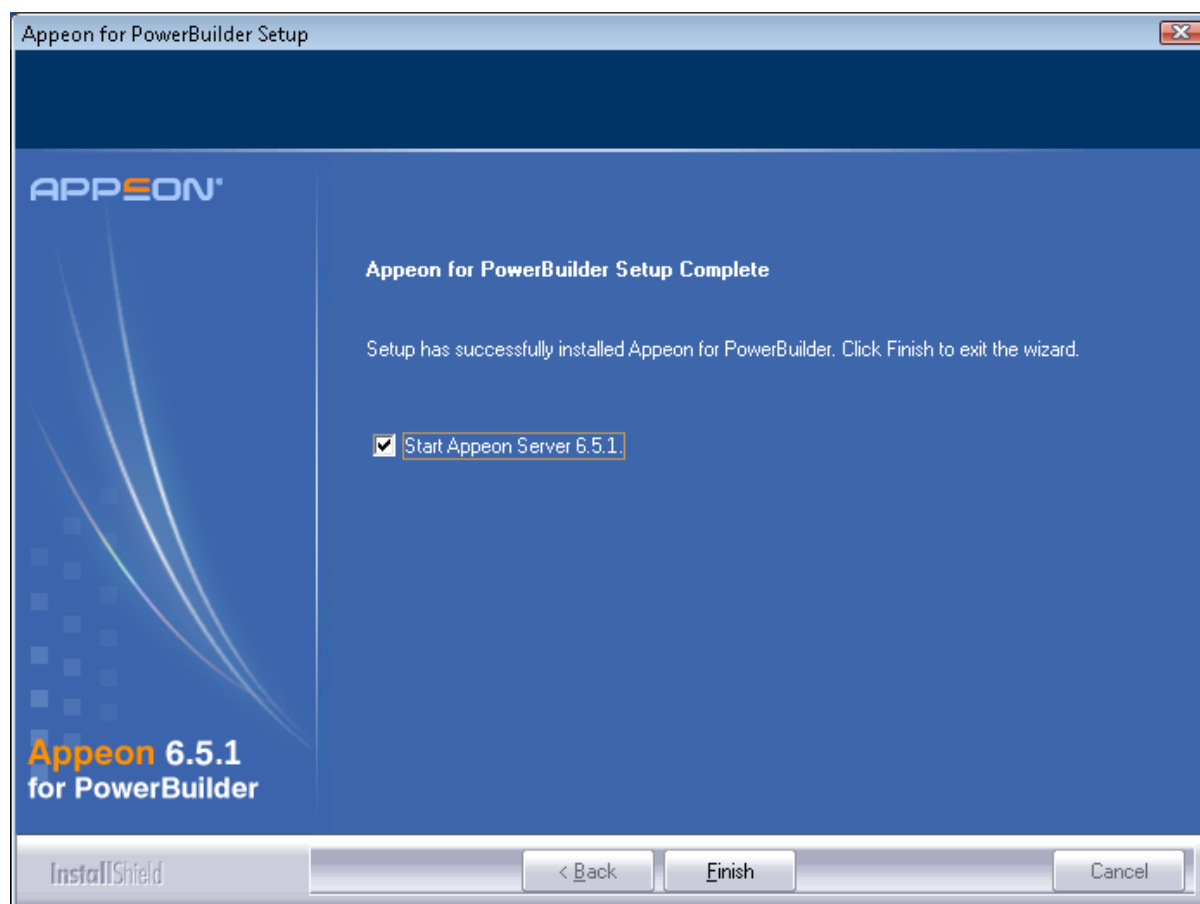 Appeon for PowerBuilder Setup
APPEON®
Appeon for PowerBuilder Setup Complete
Setup has successfully installed Appeon for PowerBuilder. Click Finish to exit the wizard.
Start Appeon Server 6.5.1.
Appeon 6.5.1
for PowerBuilder
InstallShield
< Back
Finish
Cancel